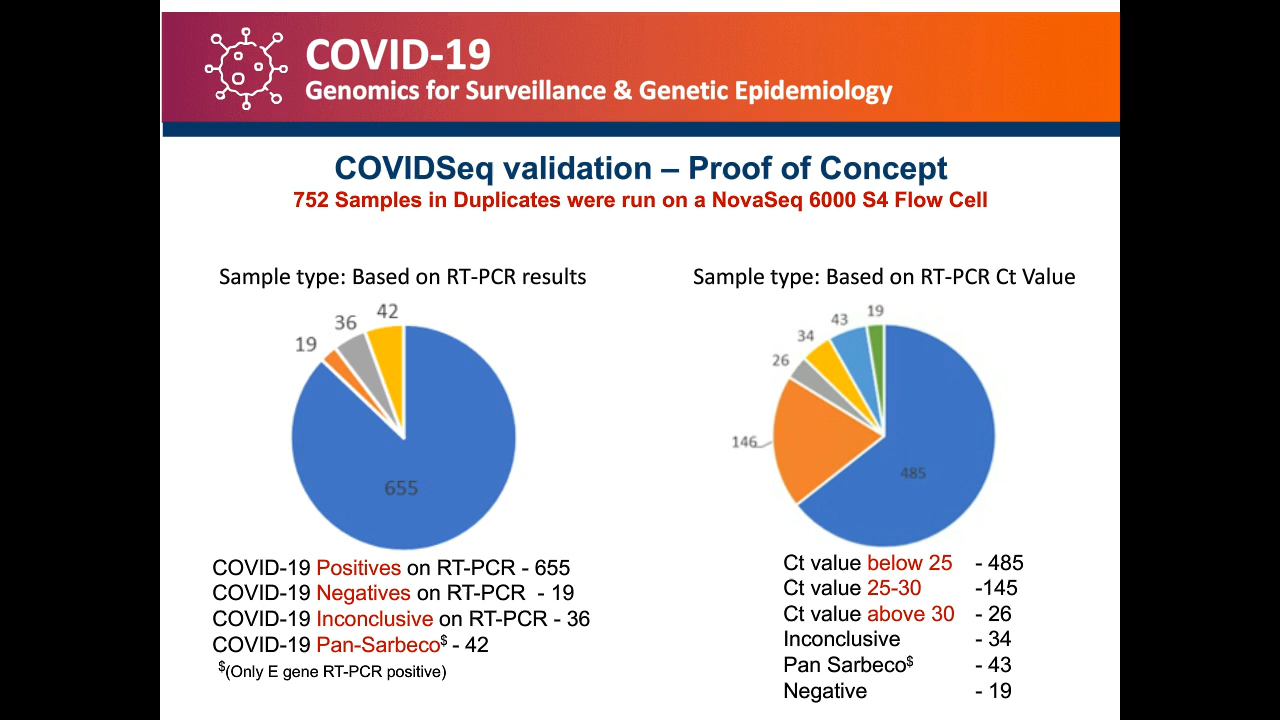 COVID-19
Genomics for Surveillance & Genetic Epidemiology
COVIDSeq validation – Proof of Concept
752 Samples in Duplicates were run on a NovaSeq 6000 S4 Flow Cell
Sample type: Based on RT-PCR results
19
36
42
655
COVID-19 Positives on RT-PCR - 655
COVID-19 Negatives on RT-PCR - 19
COVID-19 Inconclusive on RT-PCR - 36
COVID-19 Pan-Sarbeco$ - 42
$(Only E gene RT-PCR positive)
Sample type: Based on RT-PCR Ct Value
146
26
34
43
19
485
Ct value below 25 - 485
Ct value 25-30 -145
Ct value above 30 - 26
Inconclusive - 34
Pan Sarbeco$ - 43
Negative - 19